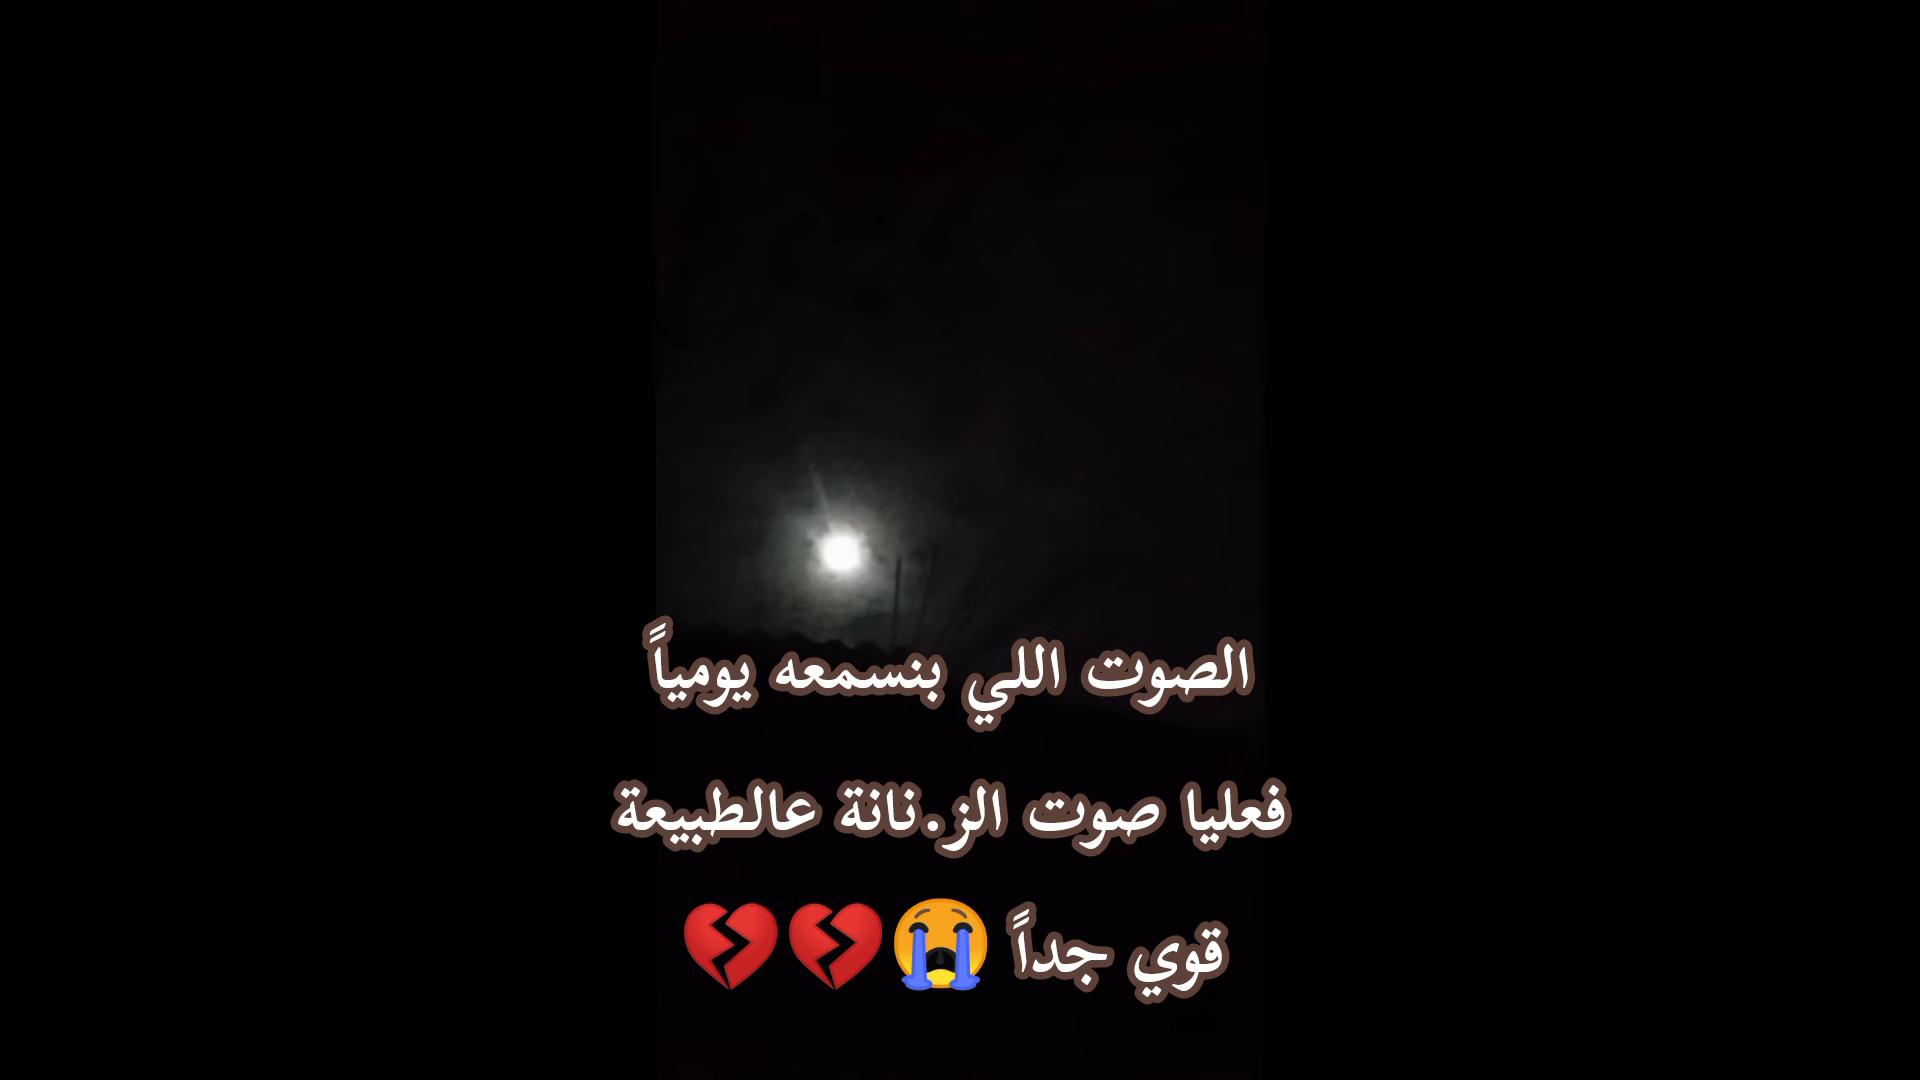 الصوت اللي بنسمعه يومياً
فعليا صوت الز.نانة عالطبيعة
قوي جداً 😭💔💔